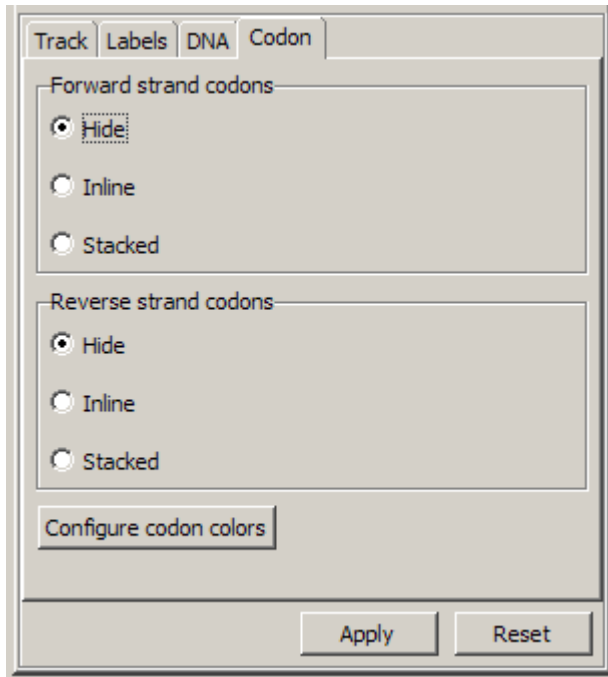 Track Labels DNA Codon
Forward strand codons
Hide
Inline
Stacked
Reverse strand codons
Hide
Inline
Stacked
Configure codon colors
Apply Reset